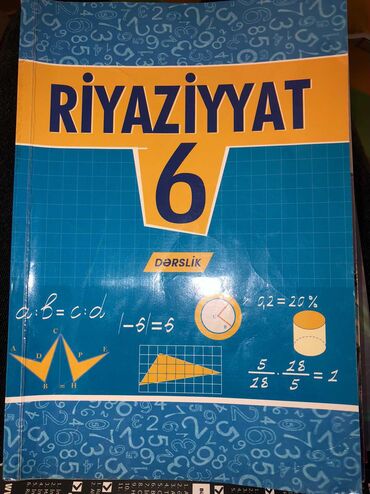 RİYAZİYYAT
6
DƏRSLİK
a:b=c:d
|-6|=6
0,2=20%
5/18 · 18/5 = 1
C
A D P E
B m H